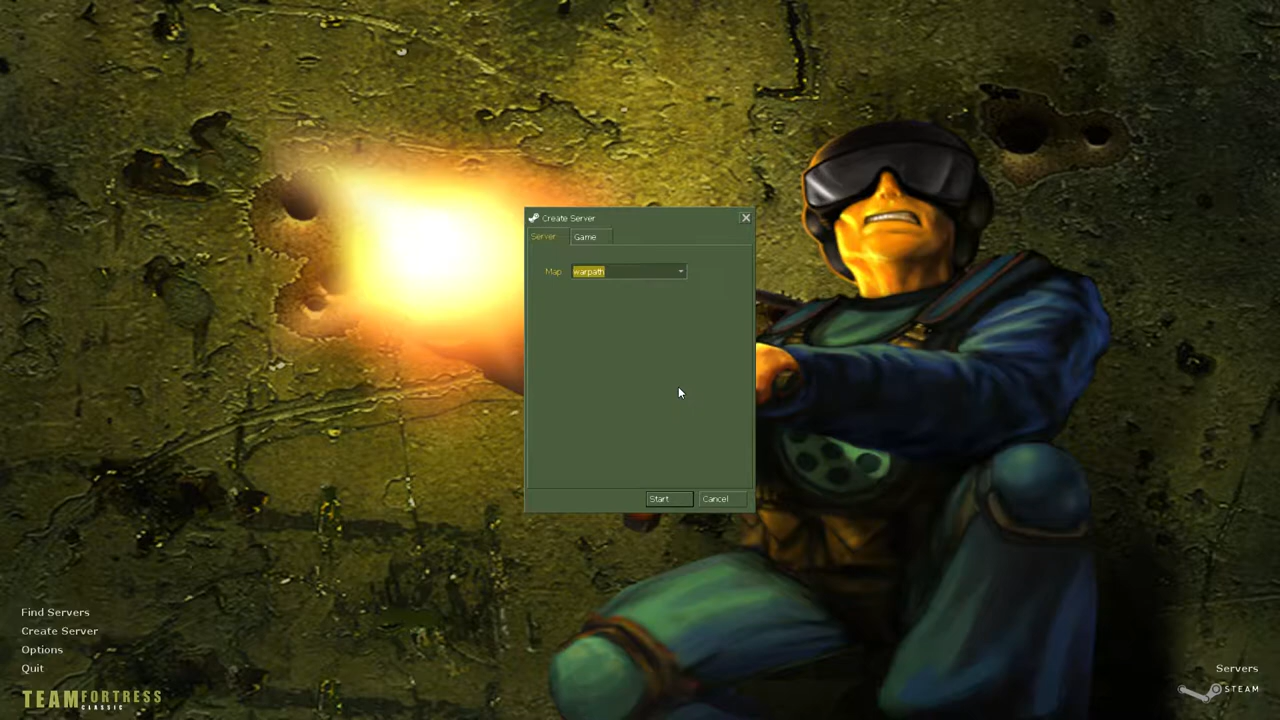 Create Server
Server
Game
Map
warpath
Start
Cancel
Find Servers
Create Server
Options
Quit
TEAM FORTRESS
CLASSIC
Servers
STEAM